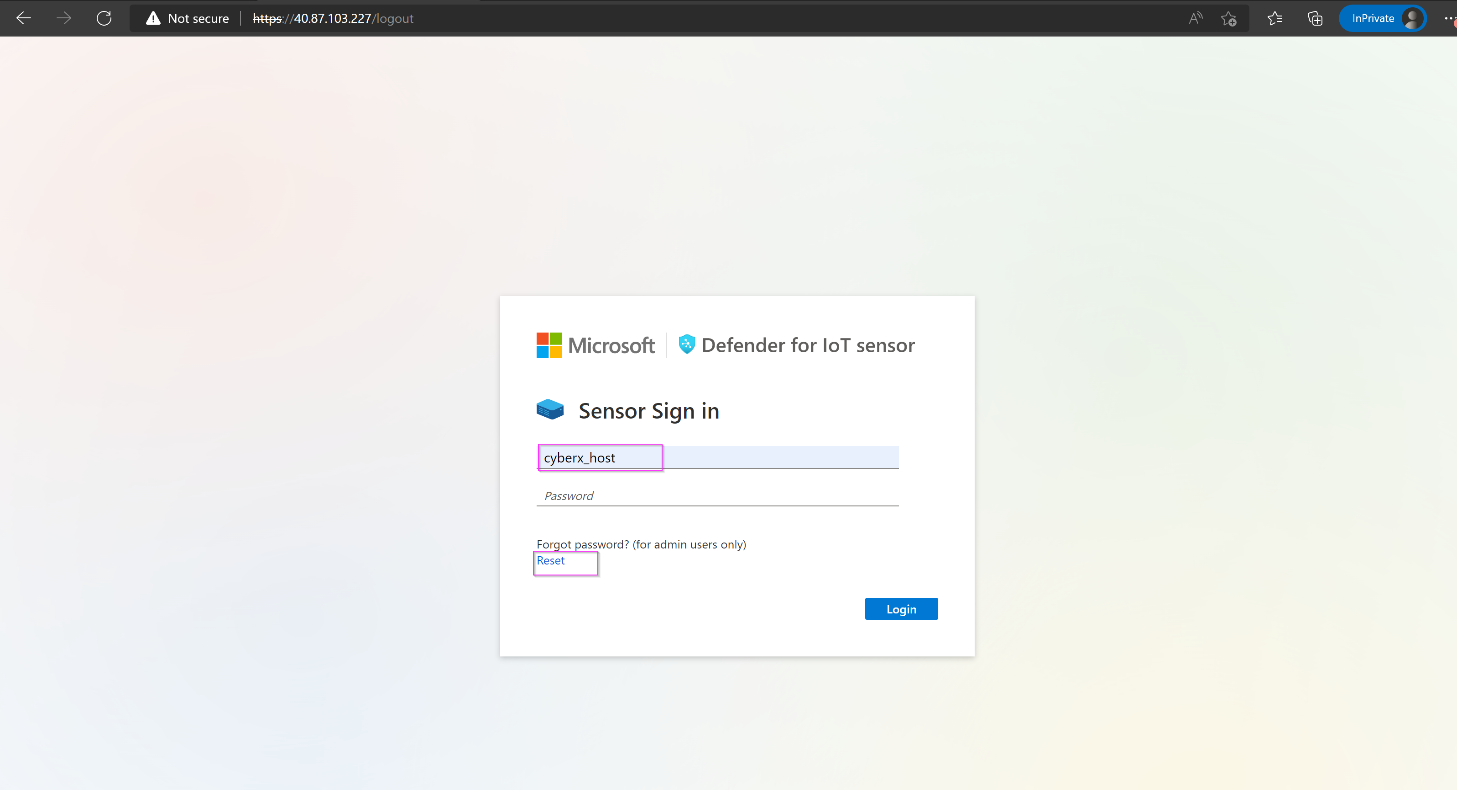 Not secure https://40.87.103.227/logout InPrivate
Microsoft Defender for IoT sensor
Sensor Sign in
cyberx_host
Password
Forgot password? (for admin users only)
Reset
Login